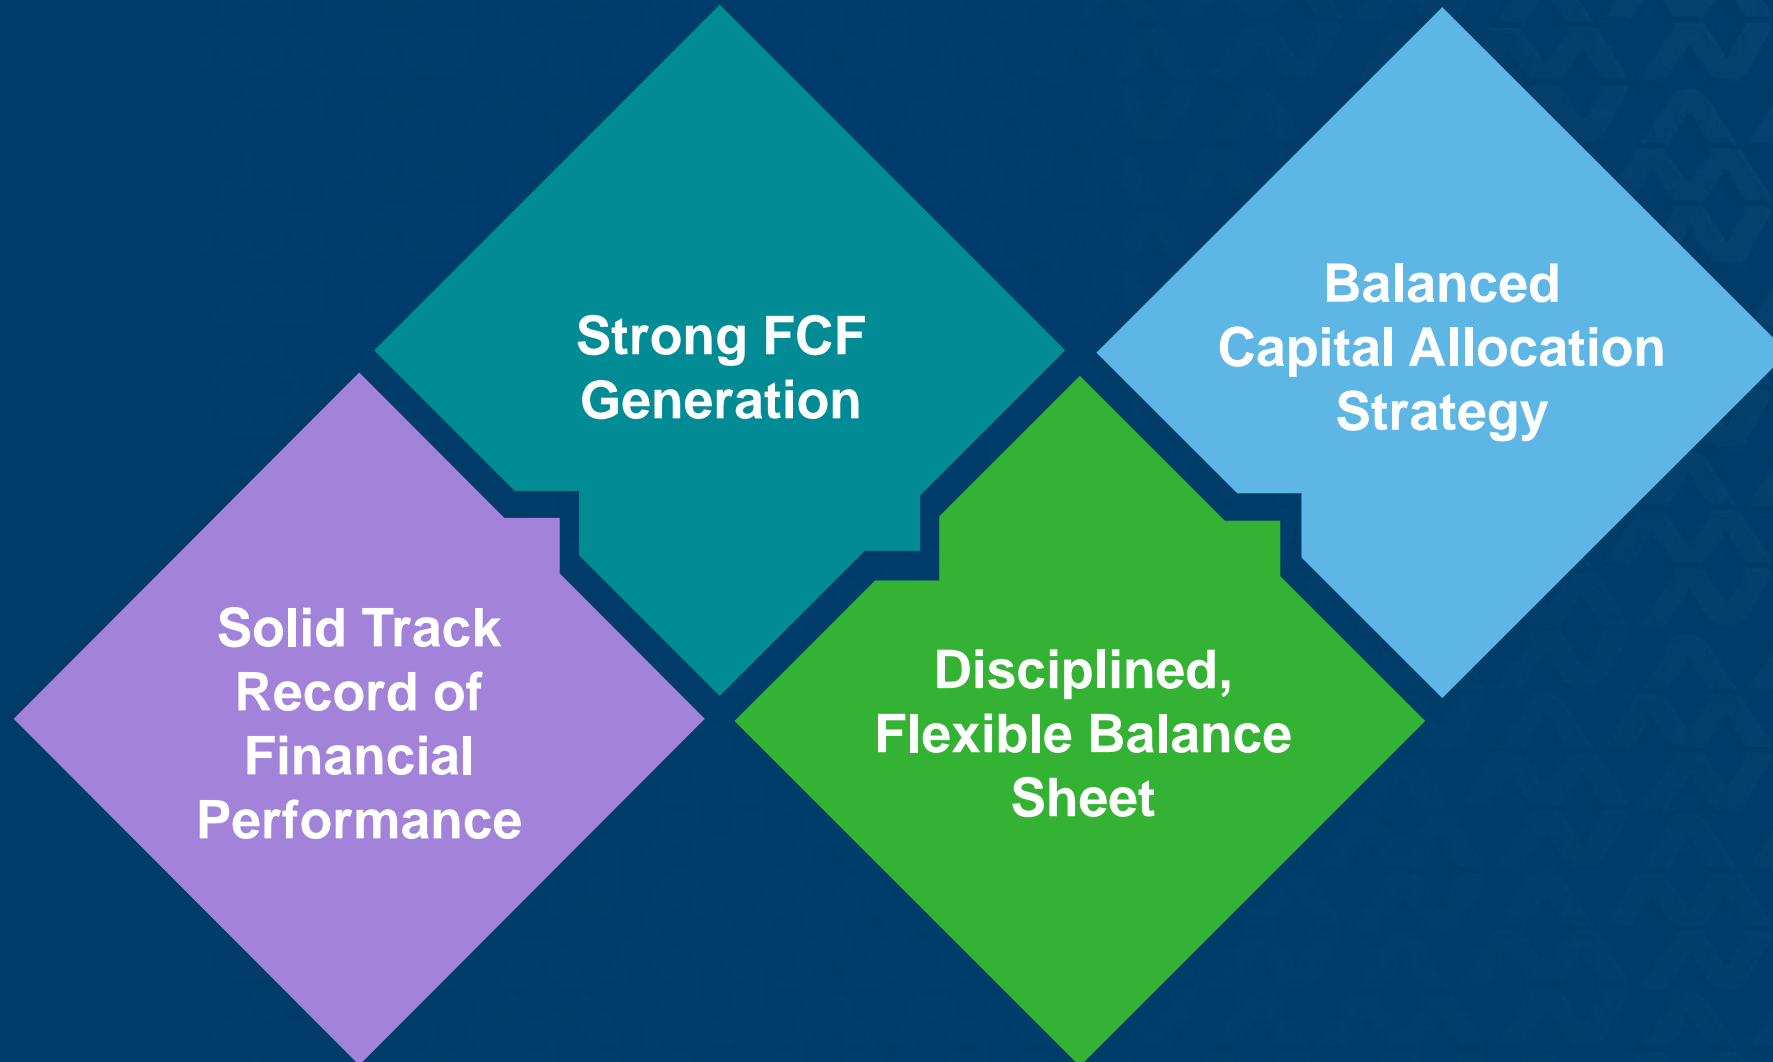 Solid Track
Record of
Financial
Performance
Strong FCF
Generation
Disciplined,
Flexible Balance
Sheet
Balanced
Capital Allocation
Strategy